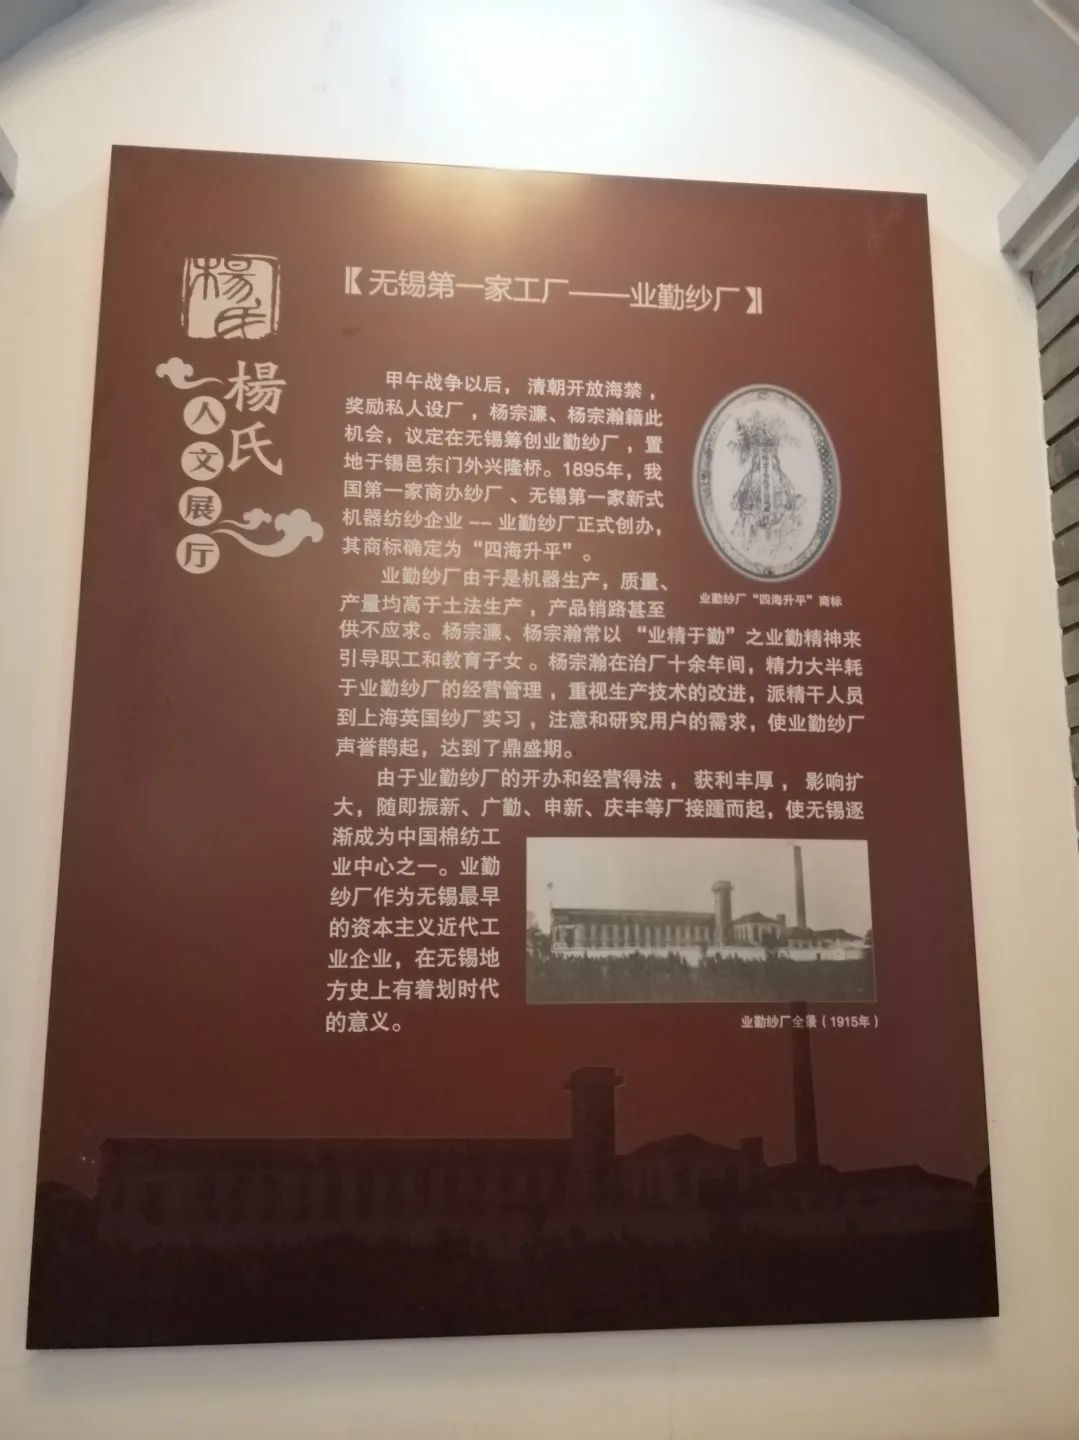 楊氏
楊氏
人文展厅
【无锡第一家工厂——业勤纱厂】
甲午战争以后，清朝开放海禁，
奖励私人设厂，杨宗濂、杨宗瀚籍此
机会，议定在无锡筹创业勤纱厂，置
地于锡邑东门外兴隆桥。1895年，我
国第一家商办纱厂、无锡第一家新式
机器纺纱企业--业勤纱厂正式创办，
其商标确定为“四海升平”。
业勤纱厂“四海升平”商标
业勤纱厂由于是机器生产，质量、
产量均高于土法生产，产品销路甚至
供不应求。杨宗濂、杨宗瀚常以“业精于勤”之业勤精神来
引导职工和教育子女。杨宗瀚在治厂十余年间，精力大半耗
于业勤纱厂的经营管理，重视生产技术的改进，派精干人员
到上海英国纱厂实习，注意和研究用户的需求，使业勤纱厂
声誉鹊起，达到了鼎盛期。
由于业勤纱厂的开办和经营得法，获利丰厚，影响扩
大，随即振新、广勤、申新、庆丰等厂接踵而起，使无锡逐
渐成为中国棉纺工
业中心之一。业勤
纱厂作为无锡最早
的资本主义近代工
业企业，在无锡地
方史上有着划时代
的意义。
业勤纱厂全景（1915年）